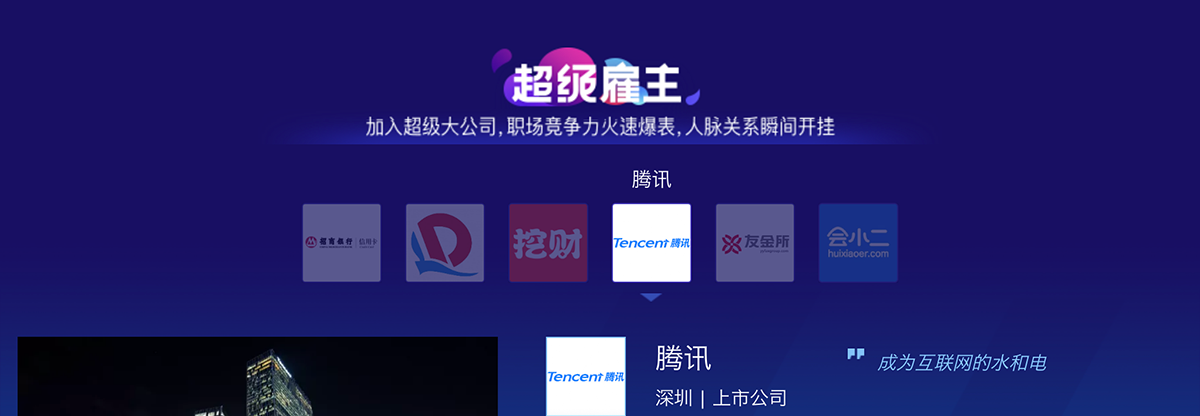 超级雇主
加入超级大公司，职场竞争力火速爆表，人脉关系瞬间开挂
腾讯
招商银行 信用卡
挖财
Tencent 腾讯
友金所
会小二
huixiaoer.com
Tencent 腾讯
腾讯
成为互联网的水和电
深圳 | 上市公司